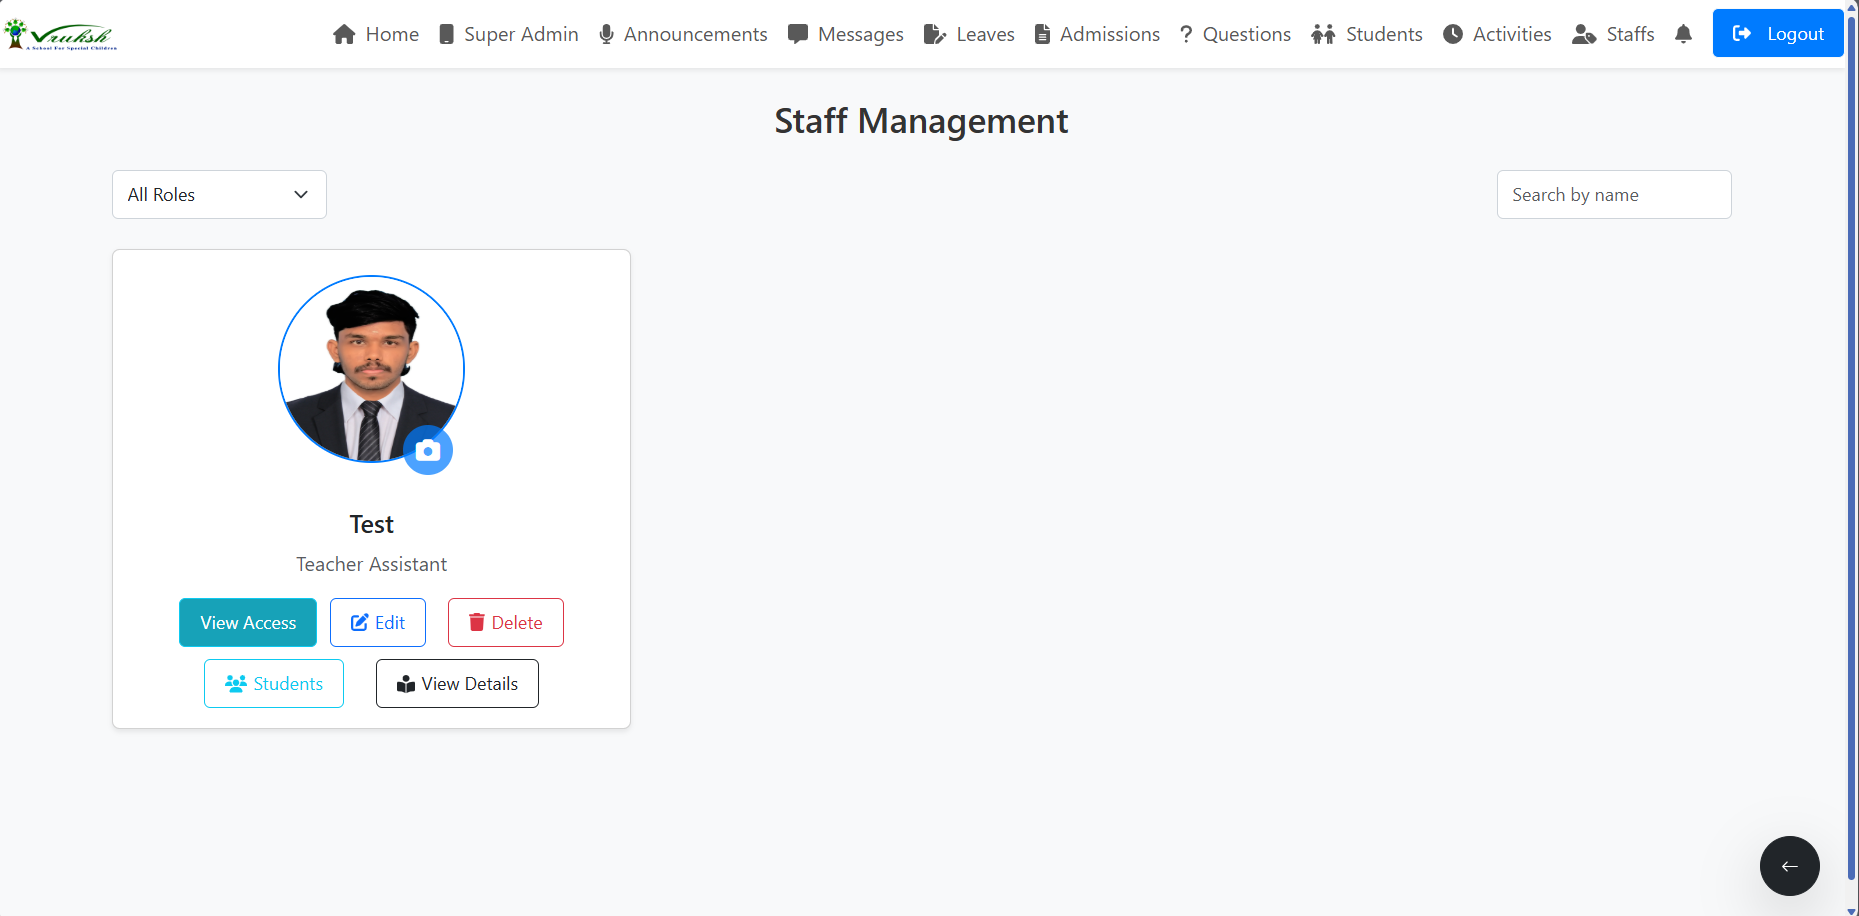 Vruksh
A School For Special Children
Home Super Admin Announcements Messages Leaves Admissions ? Questions Students Activities Staffs Logout
Staff Management
All Roles
Search by name
Test
Teacher Assistant
View Access Edit Delete
Students View Details